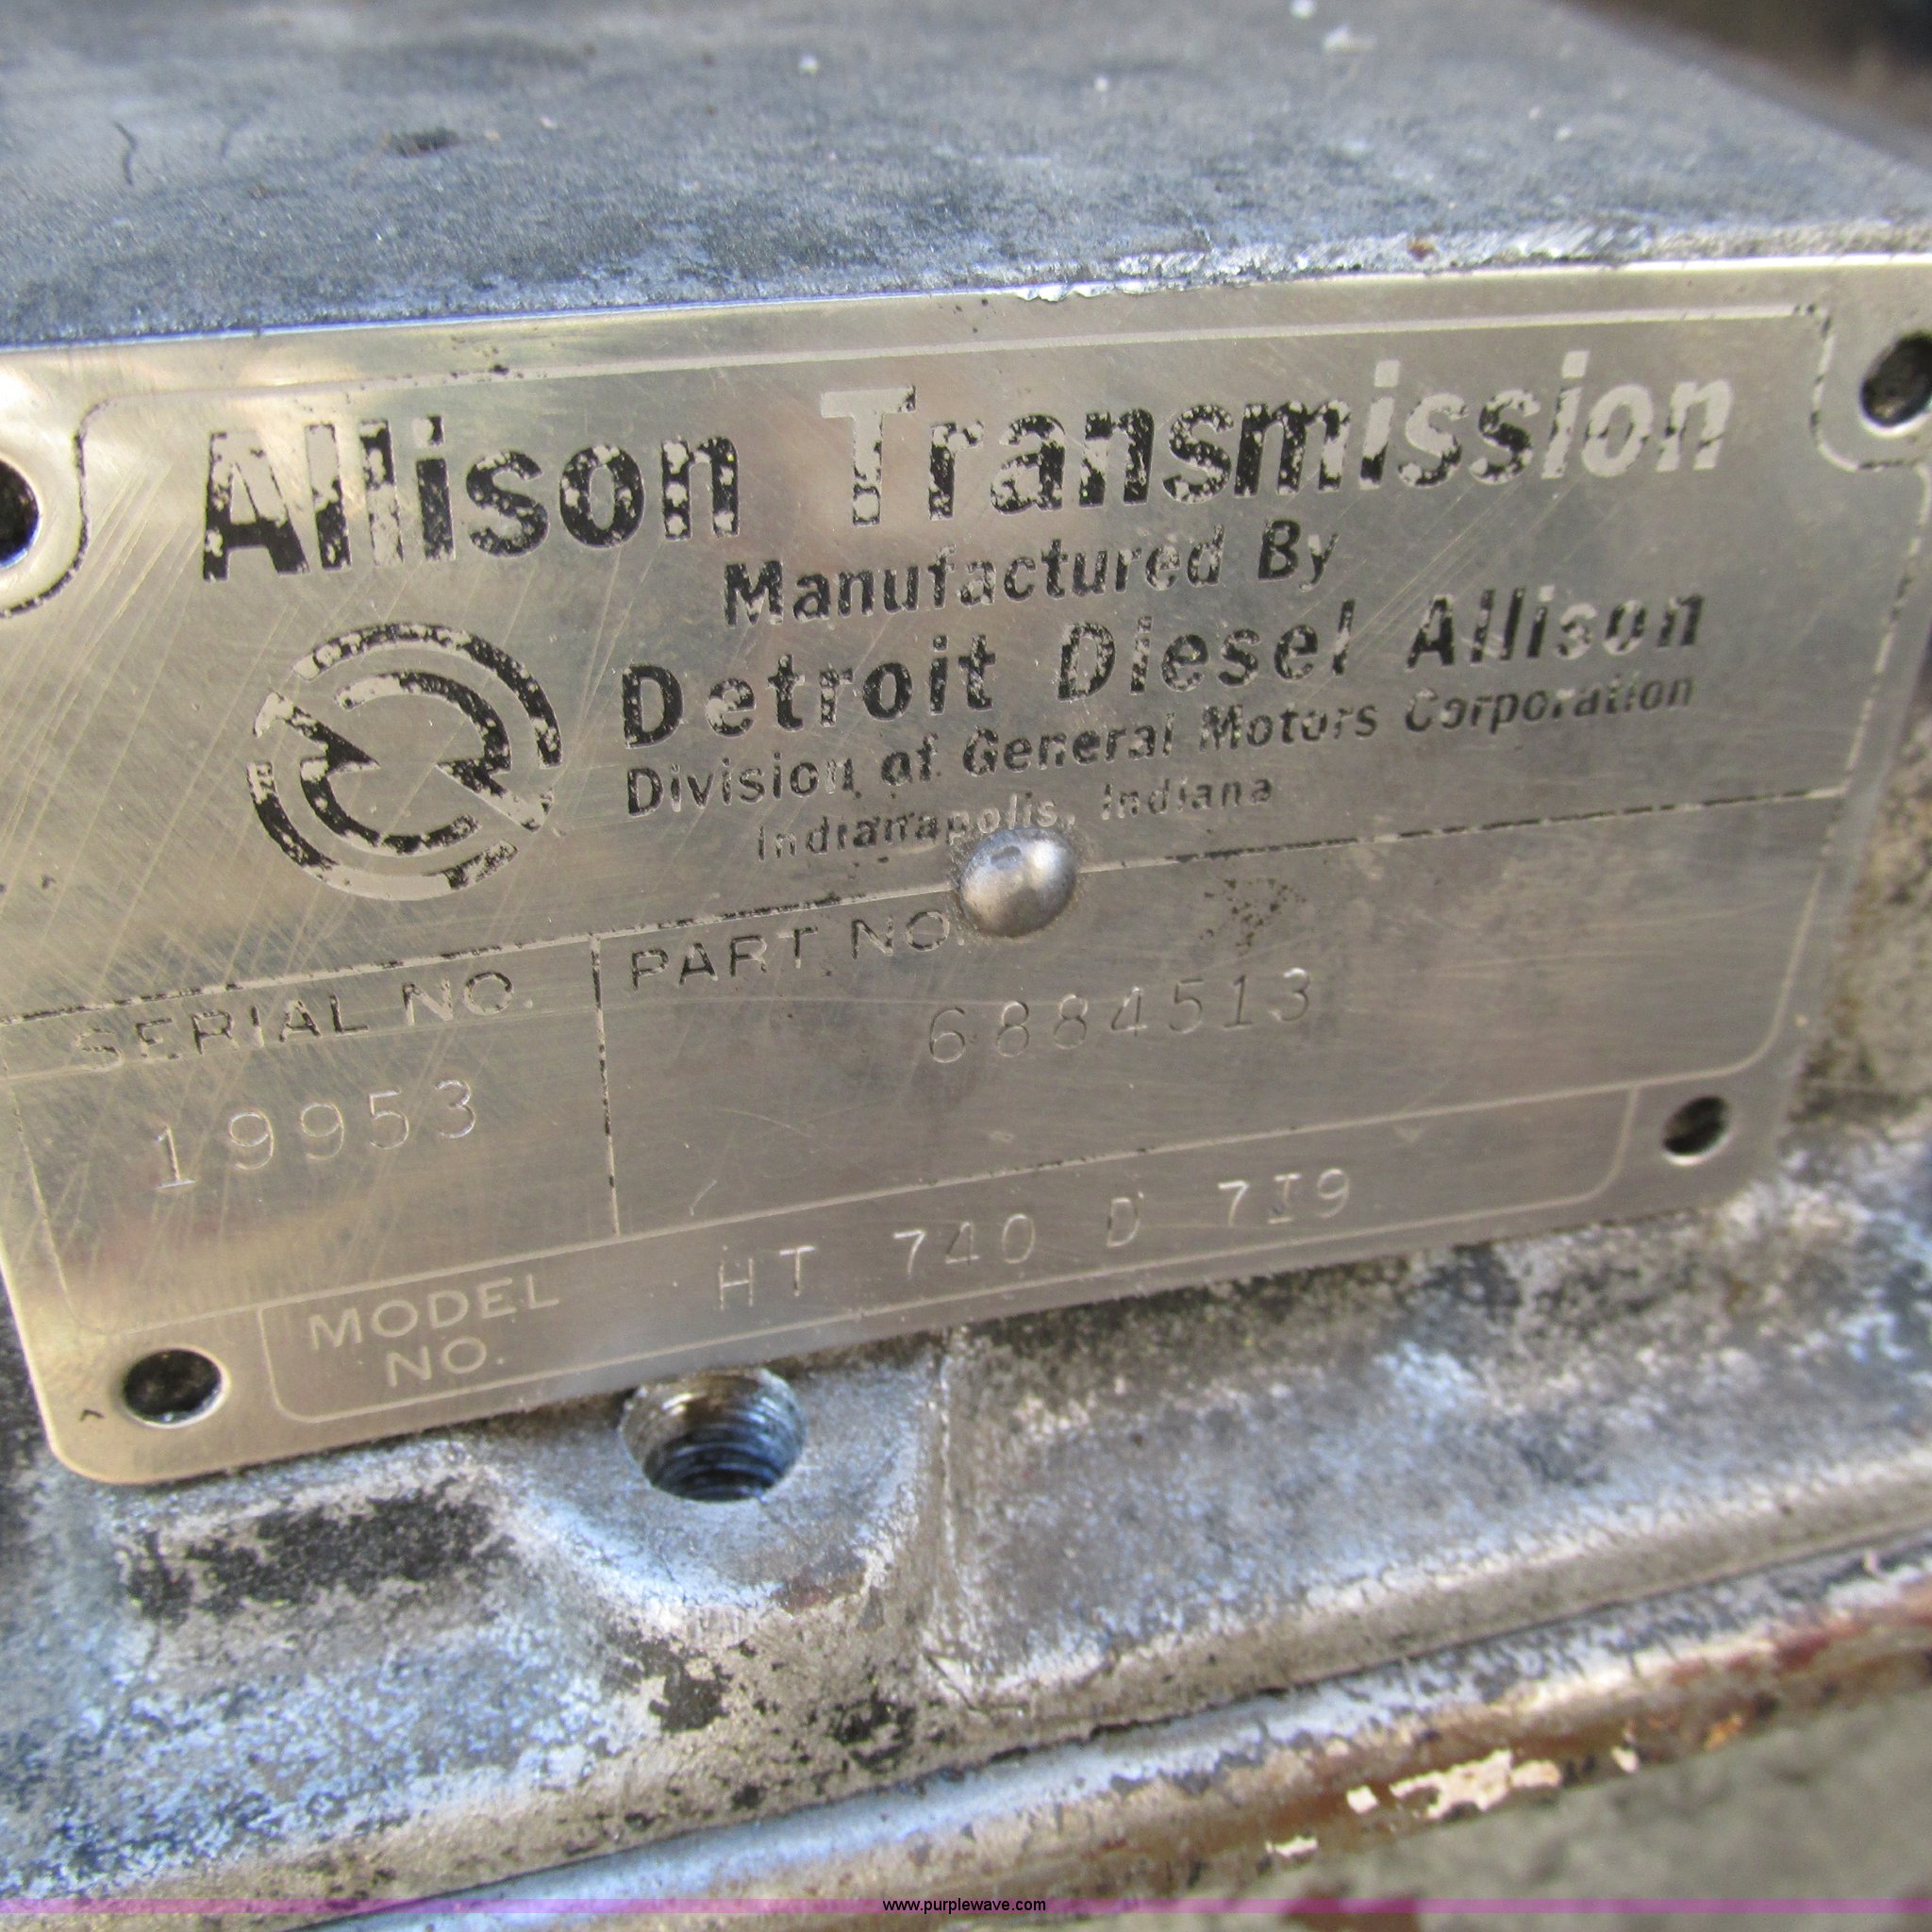 Allison Transmission
Manufactured By
Detroit Diesel Allison
Division of General Motors Corporation
Indianapolis, Indiana
SERIAL NO.
PART NO.
19953
6884513
MODEL NO.
HT 740 D 7I9
www.purplewave.com